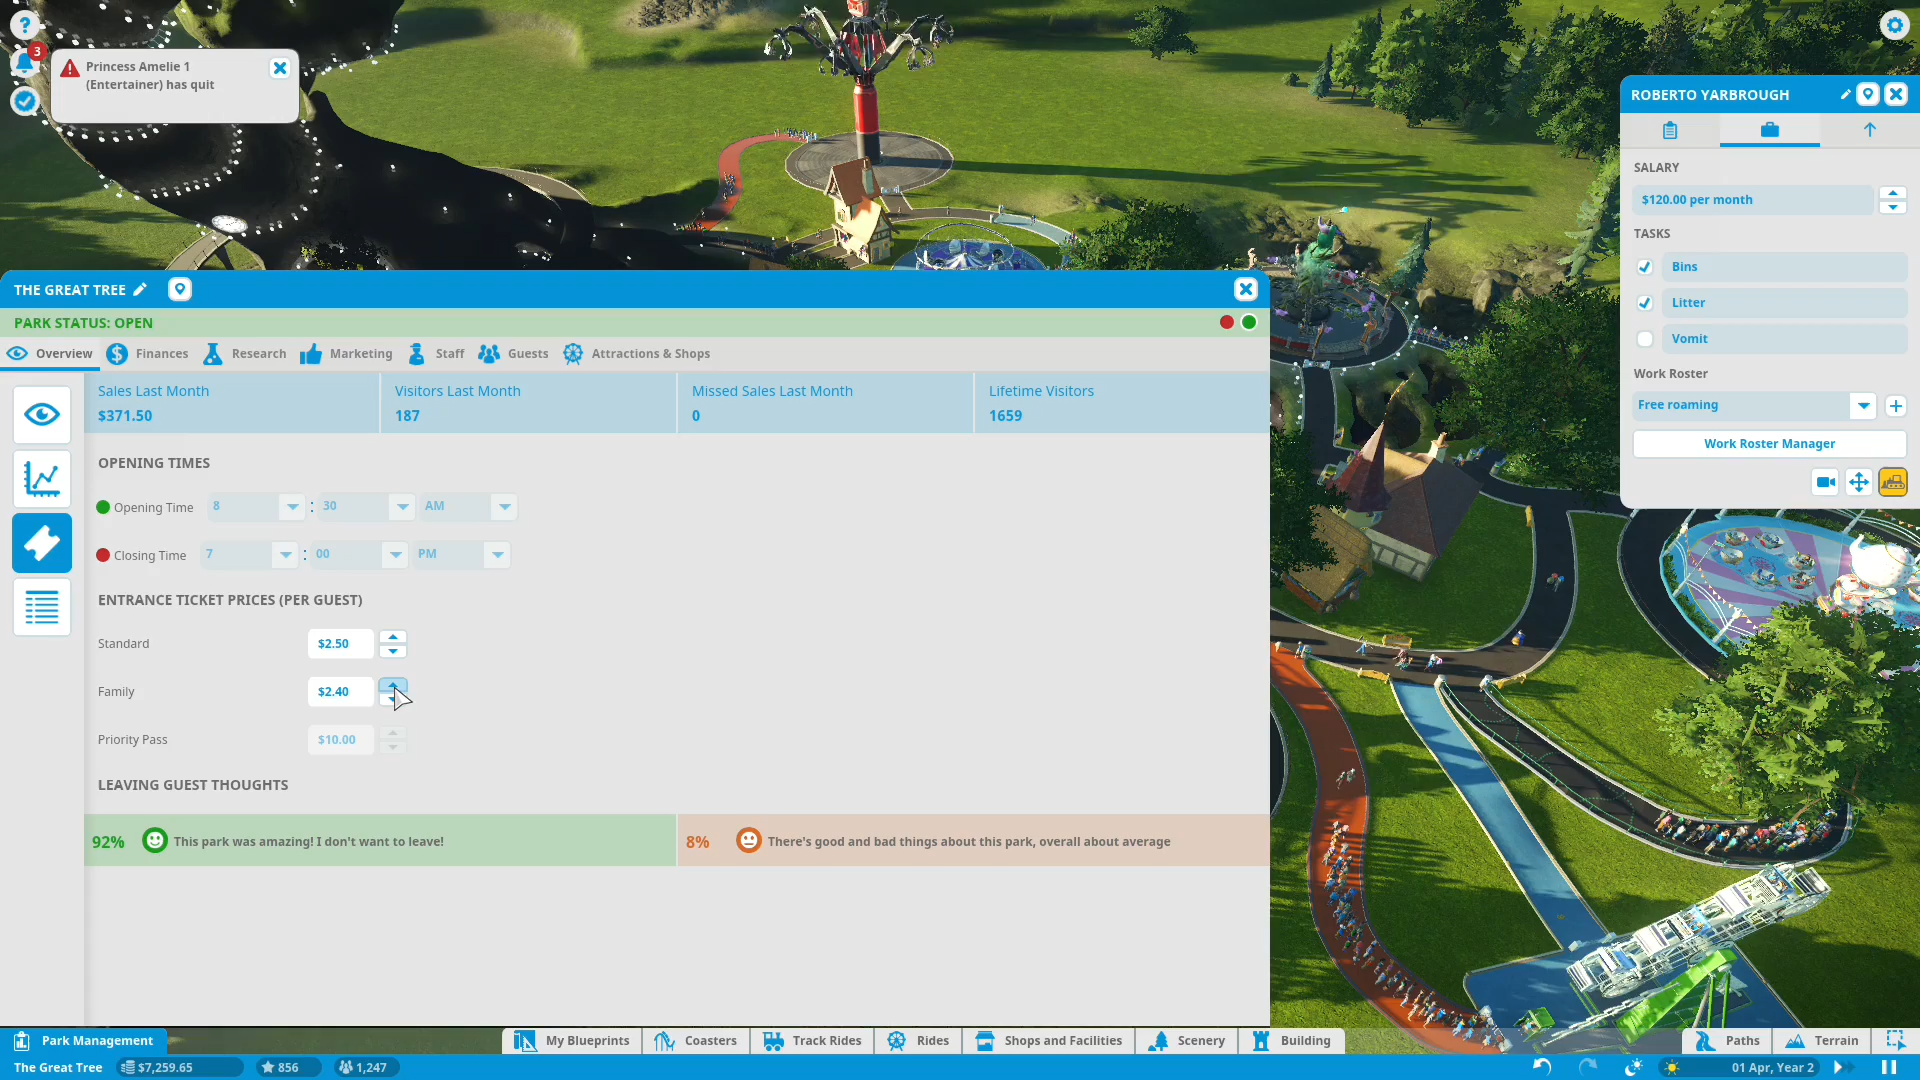 ?
3
Princess Amelie 1
(Entertainer) has quit
ROBERTO YARBROUGH
SALARY
$120.00 per month
TASKS
Bins
Litter
Vomit
Work Roster
Free roaming
Work Roster Manager
THE GREAT TREE
PARK STATUS: OPEN
Overview
Finances
Research
Marketing
Staff
Guests
Attractions & Shops
Sales Last Month
$371.50
Visitors Last Month
187
Missed Sales Last Month
0
Lifetime Visitors
1659
OPENING TIMES
Opening Time 8 : 30 AM
Closing Time 7 : 00 PM
ENTRANCE TICKET PRICES (PER GUEST)
Standard $2.50
Family $2.40
Priority Pass $10.00
LEAVING GUEST THOUGHTS
92% This park was amazing! I don't want to leave!
8% There's good and bad things about this park, overall about average
Park Management
My Blueprints
Coasters
Track Rides
Rides
Shops and Facilities
Scenery
Building
Paths
Terrain
The Great Tree
$7,259.65
856
1,247
01 Apr, Year 2